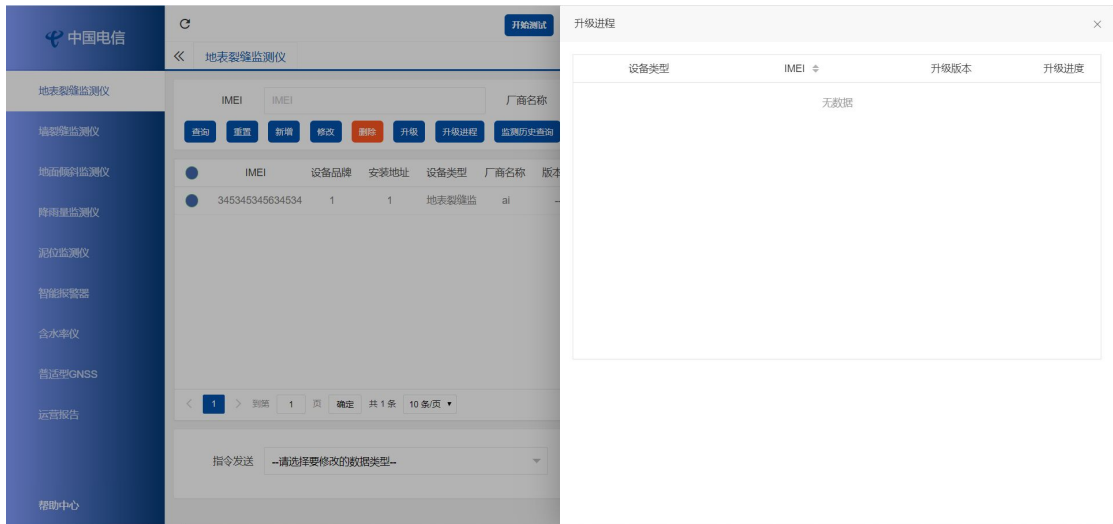 中国电信
地表裂缝监测仪
墙裂缝监测仪
地面倾斜监测仪
降雨量监测仪
泥位监测仪
智能报警器
含水率仪
普适型GNSS
运营报告
帮助中心
开始测试
地表裂缝监测仪
IMEI IMEI 厂商名称
查询 重置 新增 修改 删除 升级 升级进程 监测历史查询
IMEI 设备品牌 安装地址 设备类型 厂商名称 版本
345345345634534 1 1 地表裂缝监 ai --
1 到第 1 页 确定 共 1 条 10 条/页
指令发送 --请选择要修改的数据类型--
升级进程
设备类型 IMEI 升级版本 升级进度
无数据